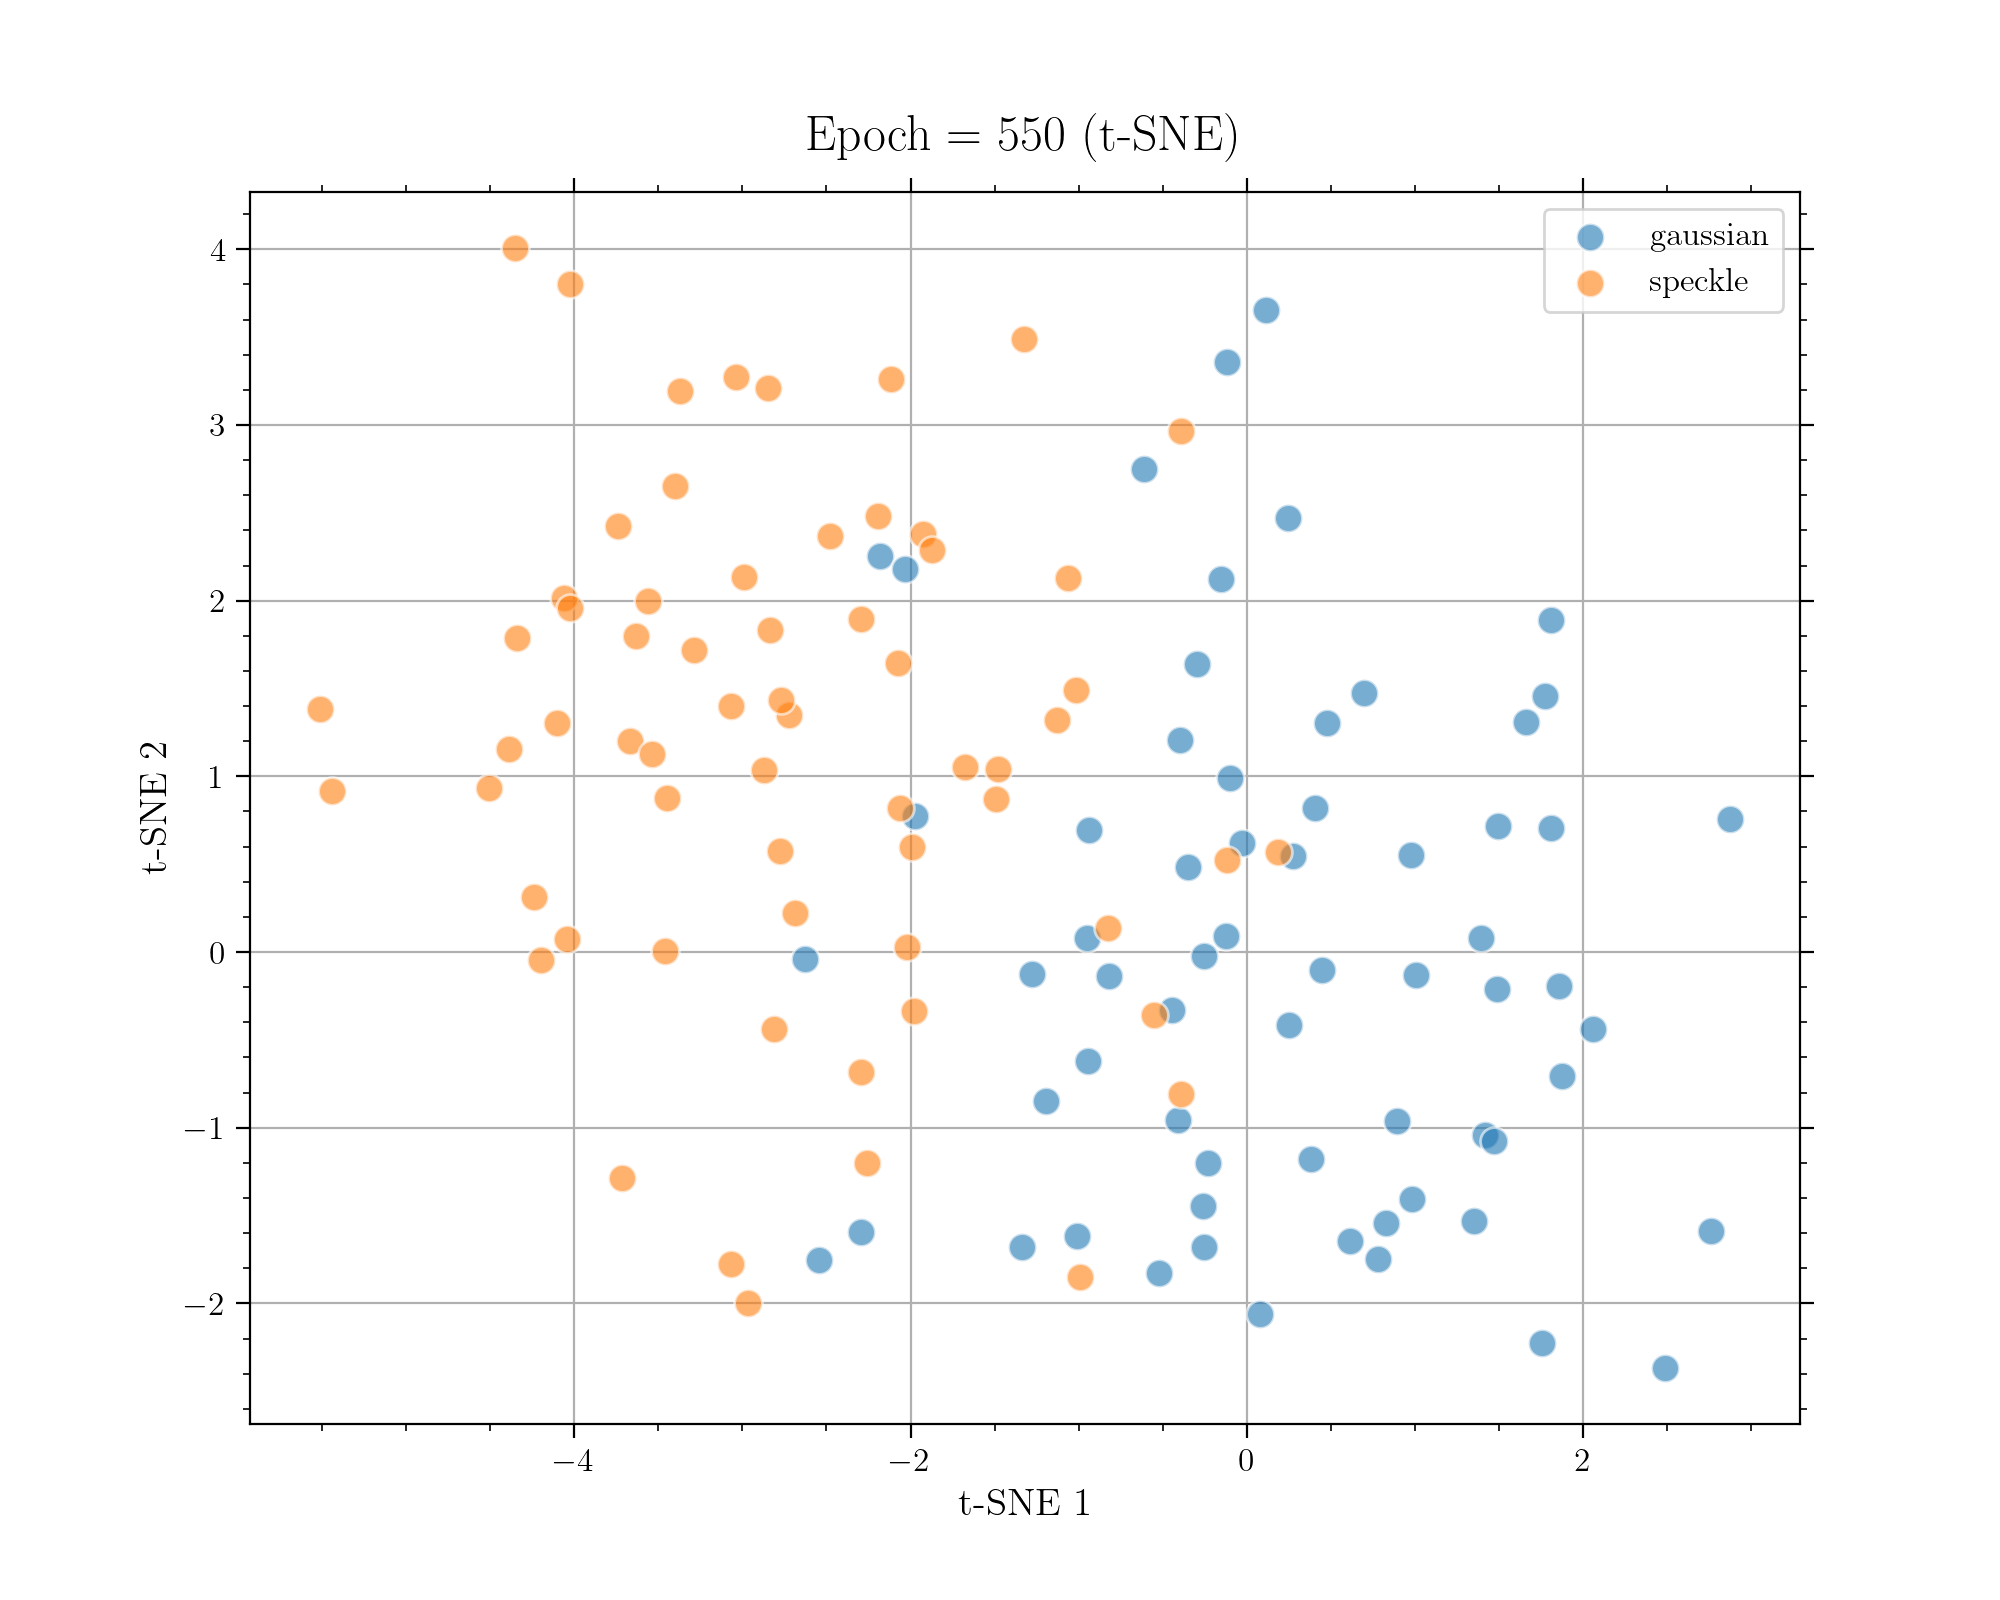 Epoch = 550 (t-SNE)
gaussian
speckle
4
3
2
1
0
−1
−2
t-SNE 2
−4
−2
0
2
t-SNE 1